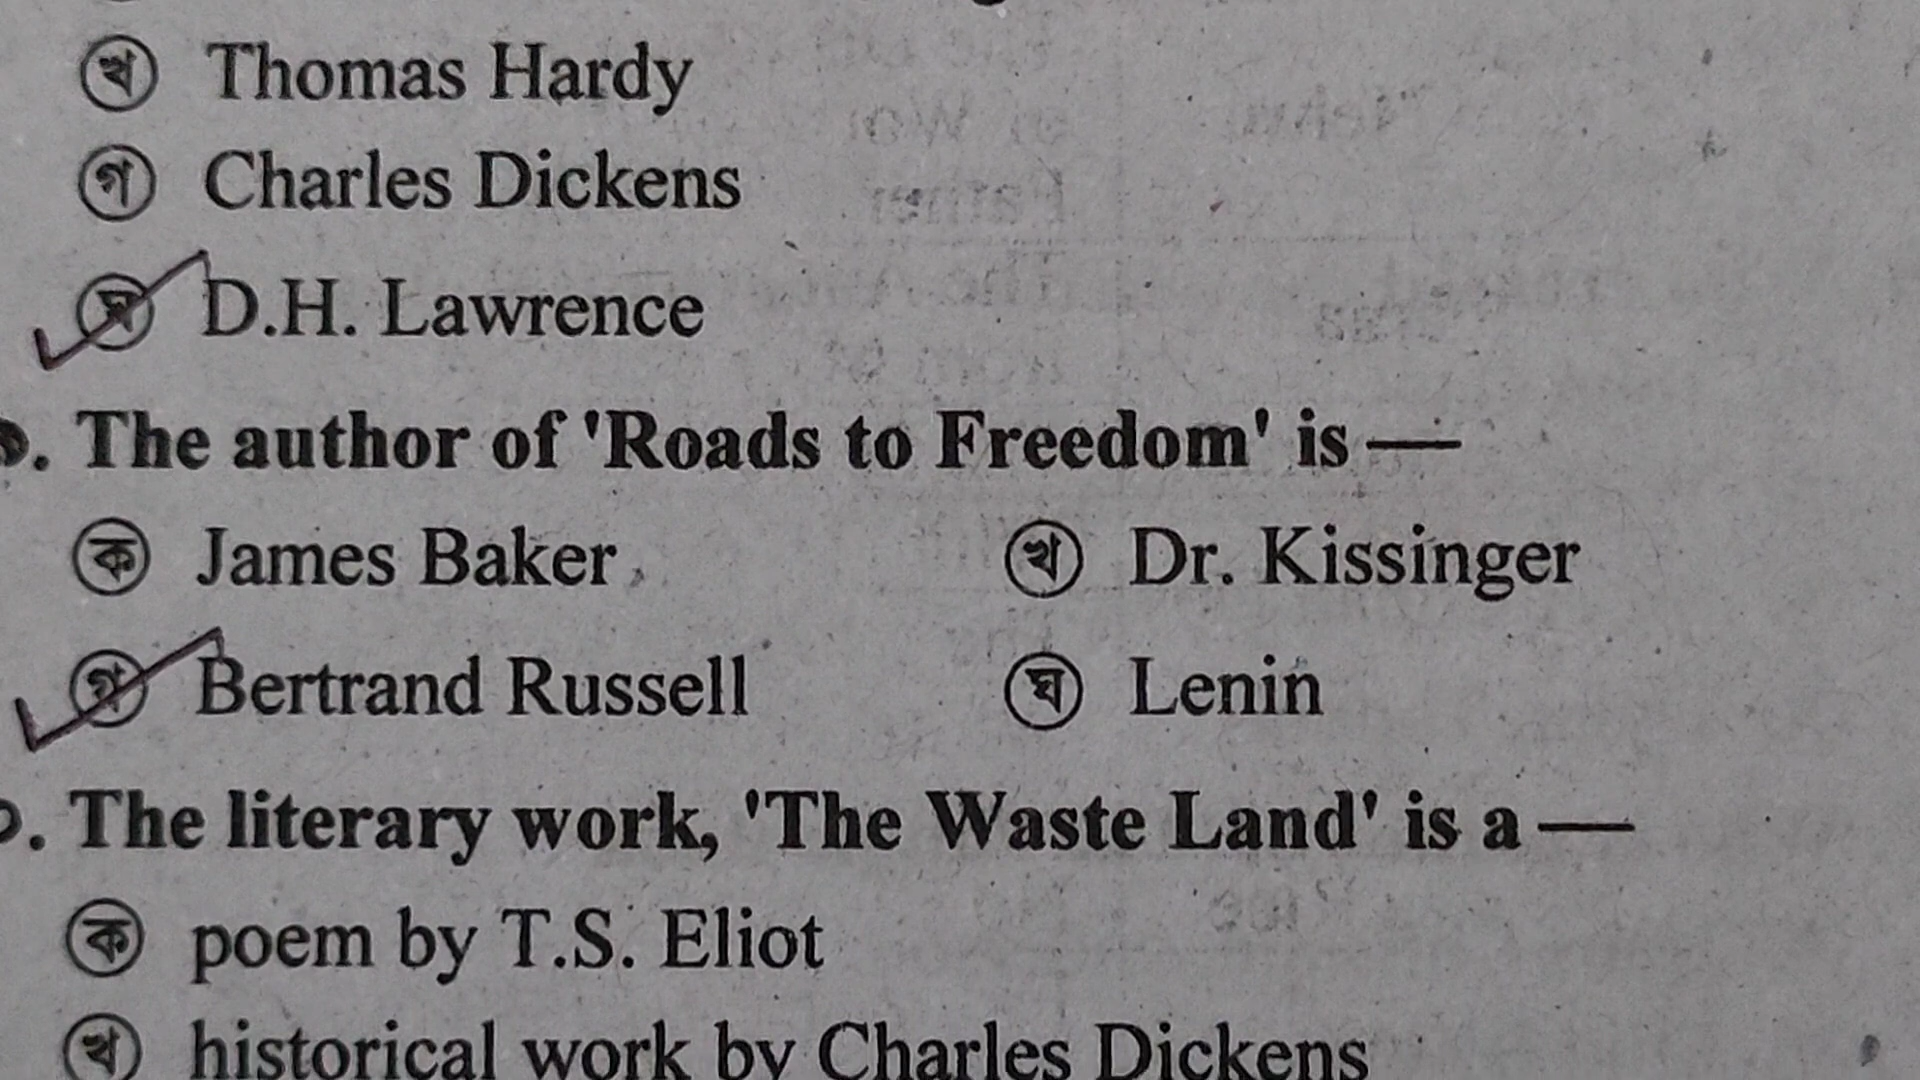 খ Thomas Hardy
গ Charles Dickens
ঘ D.H. Lawrence
. The author of 'Roads to Freedom' is —
ক James Baker খ Dr. Kissinger
গ Bertrand Russell ঘ Lenin
. The literary work, 'The Waste Land' is a —
ক poem by T.S. Eliot
খ historical work by Charles Dickens